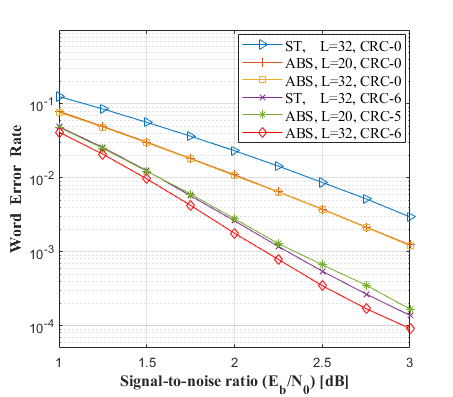 ST, L=32, CRC-0
ABS, L=20, CRC-0
ABS, L=32, CRC-0
ST, L=32, CRC-6
ABS, L=20, CRC-5
ABS, L=32, CRC-6
10^-1
10^-2
10^-3
10^-4
Word Error Rate
1 1.5 2 2.5 3
Signal-to-noise ratio (E_b/N_0) [dB]